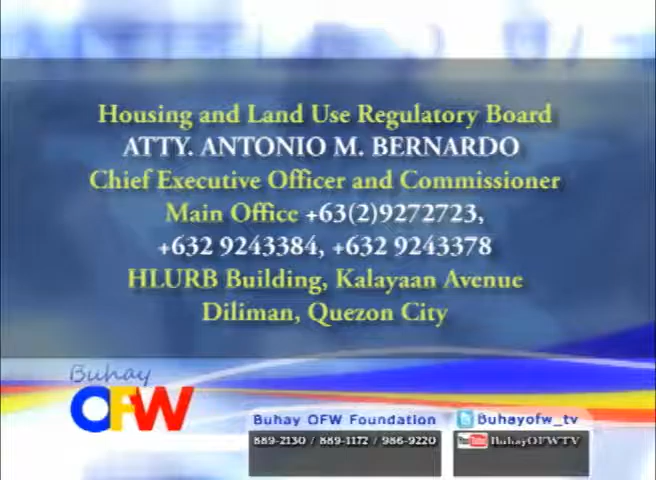 Housing and Land Use Regulatory Board
ATTY. ANTONIO M. BERNARDO
Chief Executive Officer and Commissioner
Main Office +63(2)9272723,
+632 9243384, +632 9243378
HLURB Building, Kalayaan Avenue
Diliman, Quezon City
Buhay
OFW
Buhay OFW Foundation
889-2130 / 889-1172 / 986-9220
Buhayofw_tv
YouTube BuhayOFWTV